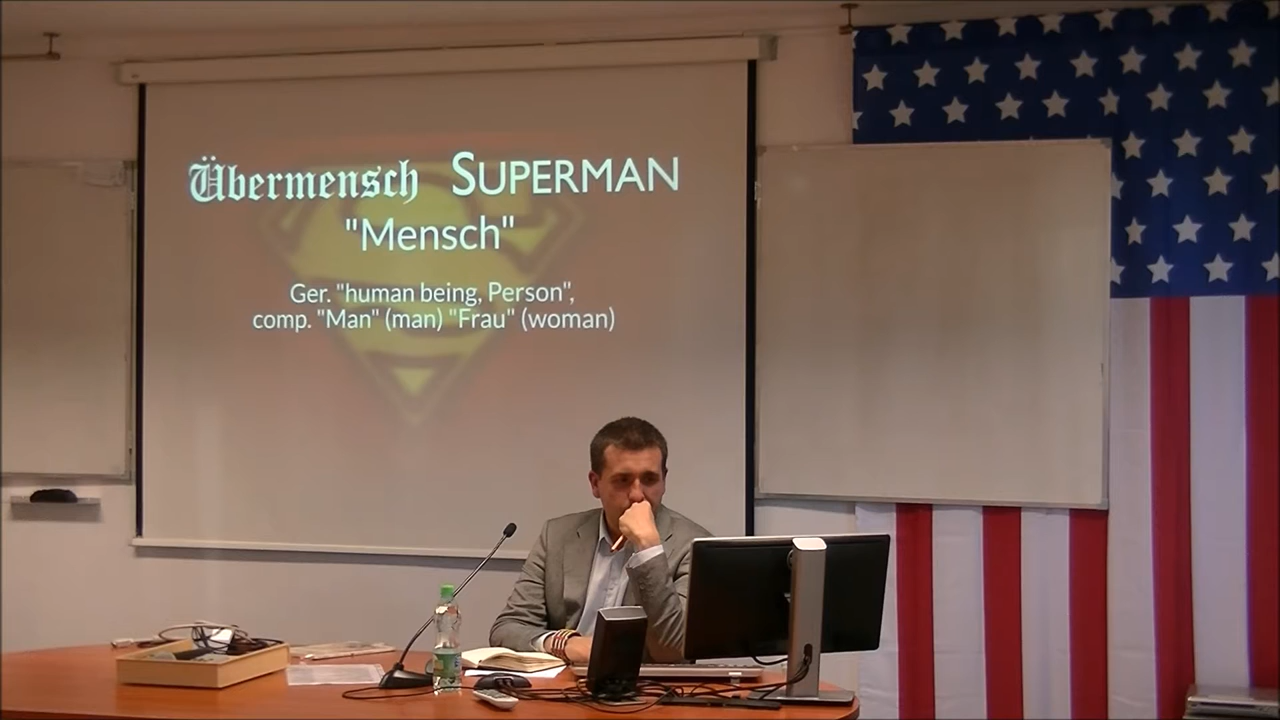 Übermensch SUPERMAN
"Mensch"
Ger. "human being, Person",
comp. "Man" (man) "Frau" (woman)